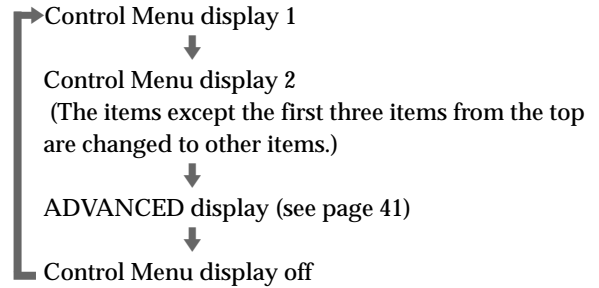 Control Menu display 1
Control Menu display 2
(The items except the first three items from the top
are changed to other items.)
ADVANCED display (see page 41)
Control Menu display off